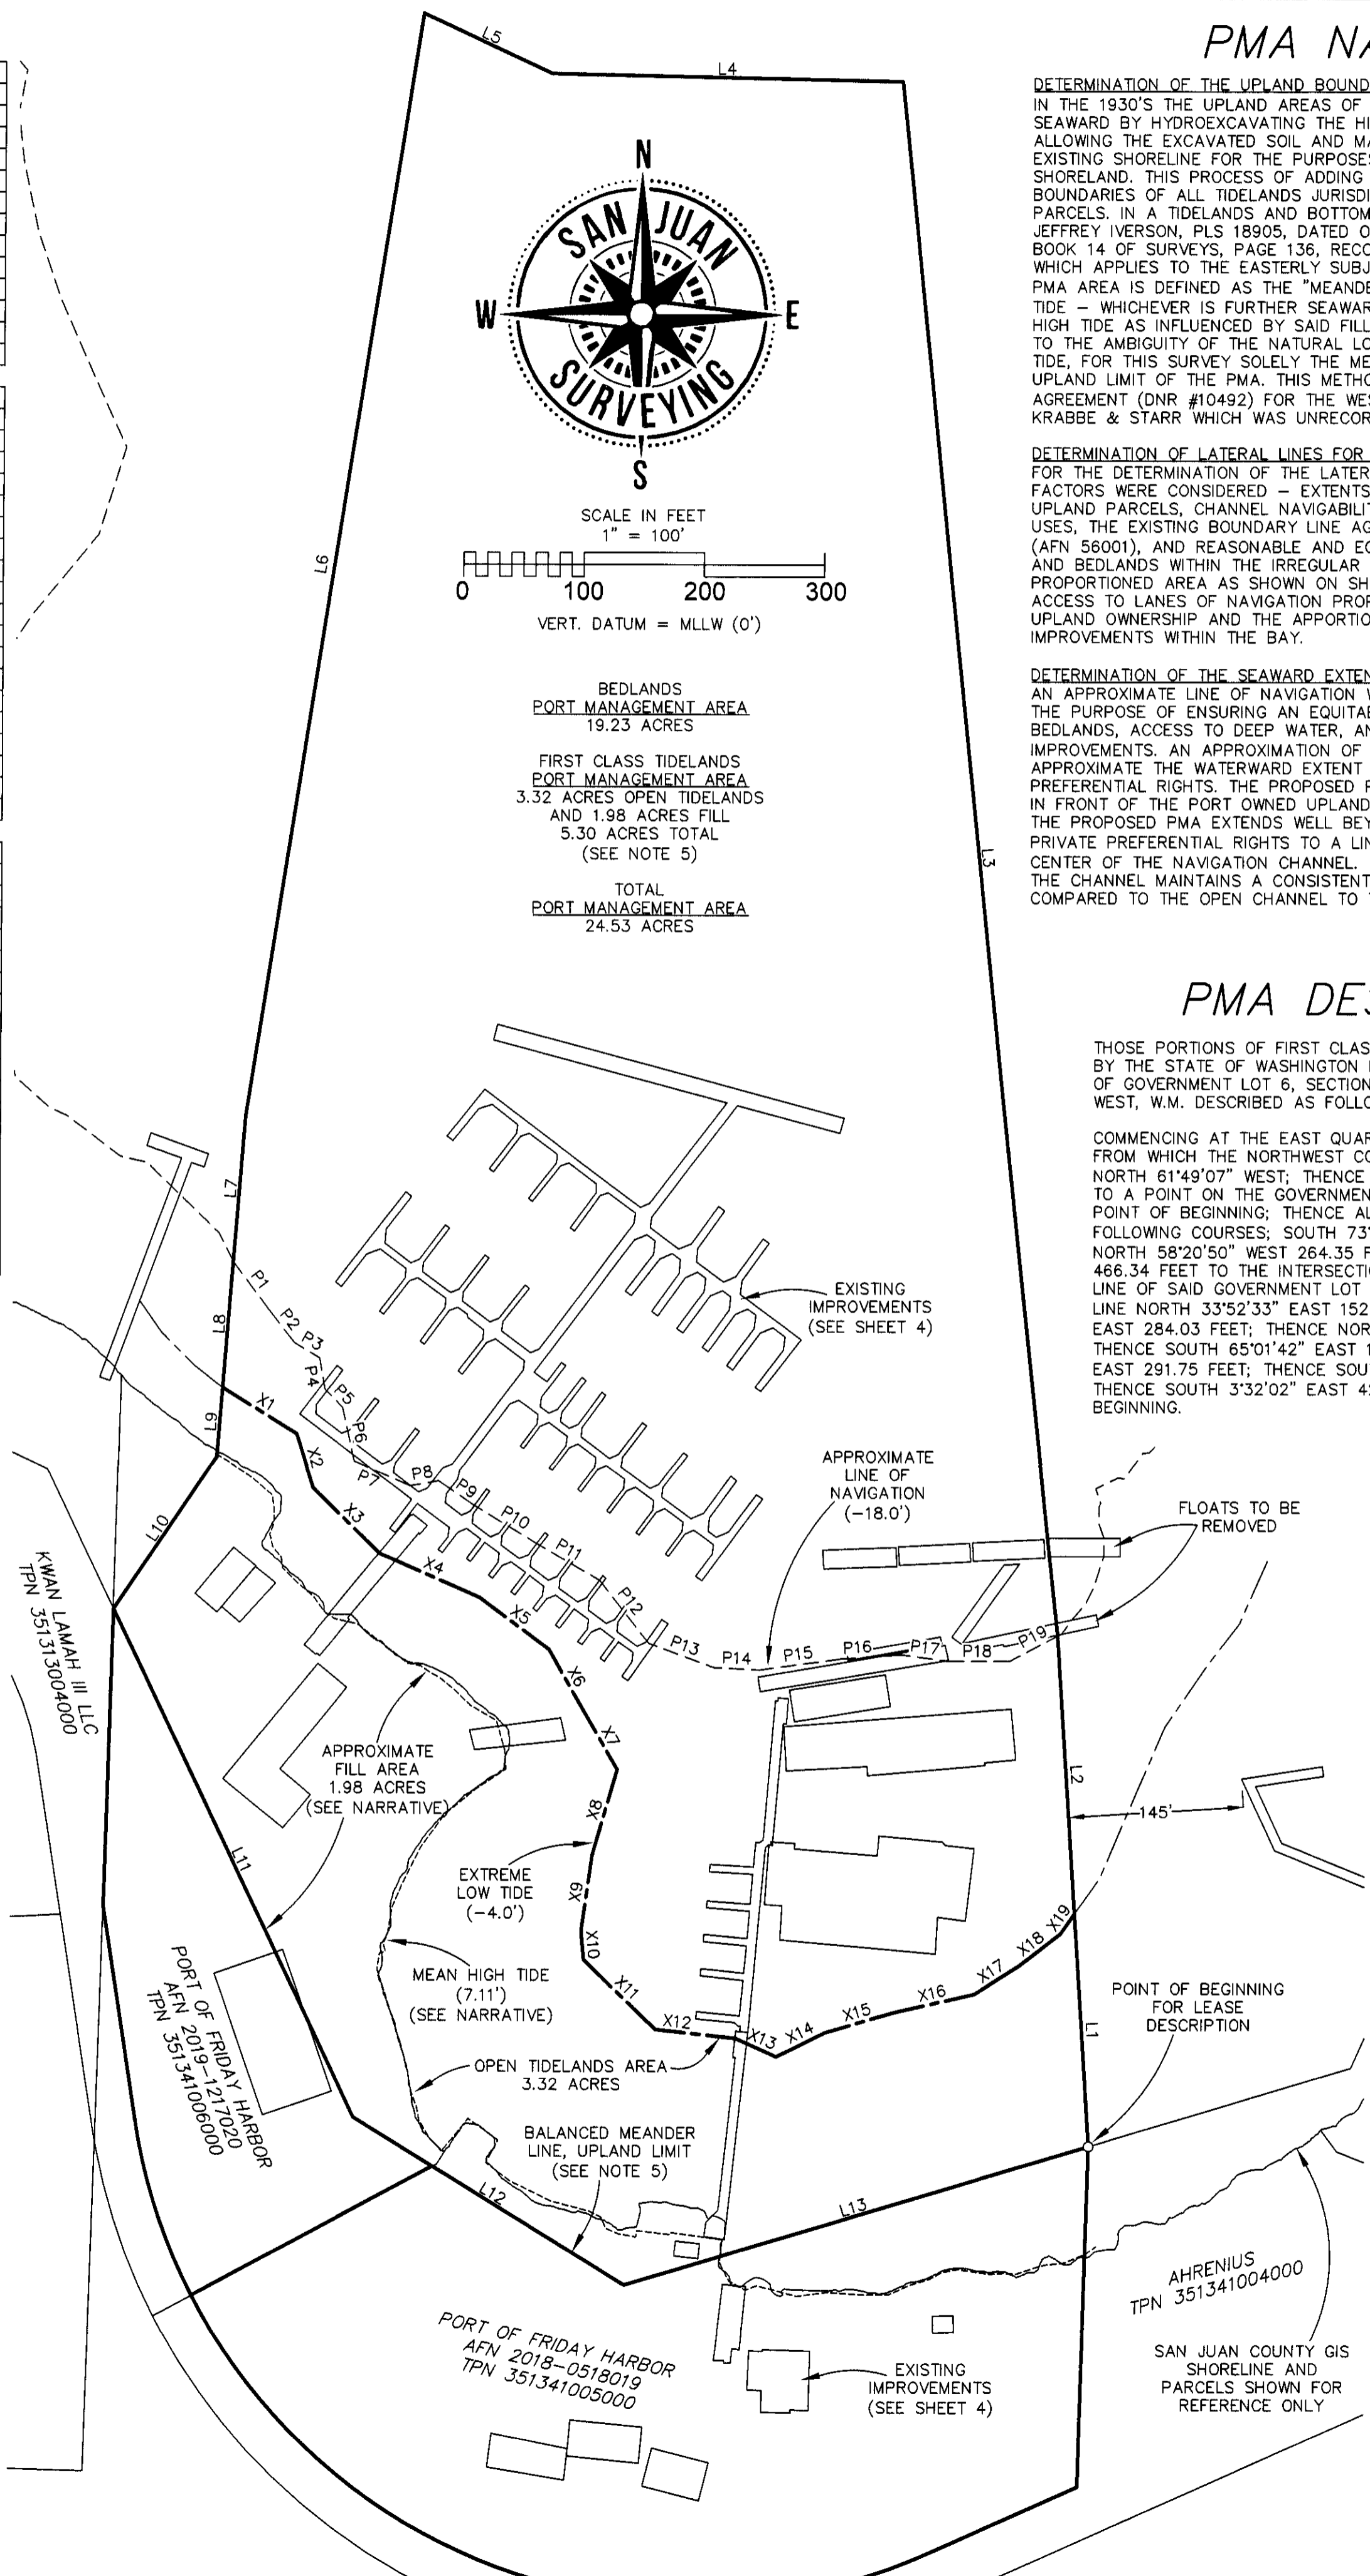 L5
L4
N
SAN JUAN
W
E
SURVEYING
S
SCALE IN FEET
1" = 100'
0 100 200 300
VERT. DATUM = MLLW (0')
BEDLANDS
PORT MANAGEMENT AREA
19.23 ACRES
FIRST CLASS TIDELANDS
PORT MANAGEMENT AREA
3.32 ACRES OPEN TIDELANDS
AND 1.98 ACRES FILL
5.30 ACRES TOTAL
(SEE NOTE 5)
TOTAL
PORT MANAGEMENT AREA
24.53 ACRES
L6
L3
PMA NA
DETERMINATION OF THE UPLAND BOUND
IN THE 1930'S THE UPLAND AREAS OF
SEAWARD BY HYDROEXCAVATING THE HI
ALLOWING THE EXCAVATED SOIL AND MA
EXISTING SHORELINE FOR THE PURPOSE
SHORELAND. THIS PROCESS OF ADDING
BOUNDARIES OF ALL TIDELANDS JURISDI
PARCELS. IN A TIDELANDS AND BOTTOM
JEFFREY IVERSON, PLS 18905, DATED O
BOOK 14 OF SURVEYS, PAGE 136, RECO
WHICH APPLIES TO THE EASTERLY SUBJ
PMA AREA IS DEFINED AS THE "MEANDE
TIDE – WHICHEVER IS FURTHER SEAWAR
HIGH TIDE AS INFLUENCED BY SAID FILL
TO THE AMBIGUITY OF THE NATURAL LO
TIDE, FOR THIS SURVEY SOLELY THE ME
UPLAND LIMIT OF THE PMA. THIS METHO
AGREEMENT (DNR #10492) FOR THE WES
KRABBE & STARR WHICH WAS UNRECOR
DETERMINATION OF LATERAL LINES FOR
FOR THE DETERMINATION OF THE LATER
FACTORS WERE CONSIDERED – EXTENTS
UPLAND PARCELS, CHANNEL NAVIGABILIT
USES, THE EXISTING BOUNDARY LINE AG
(AFN 56001), AND REASONABLE AND EQ
AND BEDLANDS WITHIN THE IRREGULAR
PROPORTIONED AREA AS SHOWN ON SH
ACCESS TO LANES OF NAVIGATION PROP
UPLAND OWNERSHIP AND THE APPORTIO
IMPROVEMENTS WITHIN THE BAY.
DETERMINATION OF THE SEAWARD EXTEN
AN APPROXIMATE LINE OF NAVIGATION W
THE PURPOSE OF ENSURING AN EQUITAB
BEDLANDS, ACCESS TO DEEP WATER, AN
IMPROVEMENTS. AN APPROXIMATION OF
APPROXIMATE THE WATERWARD EXTENT
PREFERENTIAL RIGHTS. THE PROPOSED P
IN FRONT OF THE PORT OWNED UPLAND
THE PROPOSED PMA EXTENDS WELL BEY
PRIVATE PREFERENTIAL RIGHTS TO A LIN
CENTER OF THE NAVIGATION CHANNEL.
THE CHANNEL MAINTAINS A CONSISTENT
COMPARED TO THE OPEN CHANNEL TO T
PMA DES
THOSE PORTIONS OF FIRST CLAS
BY THE STATE OF WASHINGTON
OF GOVERNMENT LOT 6, SECTION
WEST, W.M. DESCRIBED AS FOLLO
COMMENCING AT THE EAST QUAR
FROM WHICH THE NORTHWEST CO
NORTH 61°49'07" WEST; THENCE
TO A POINT ON THE GOVERNMEN
POINT OF BEGINNING; THENCE AL
FOLLOWING COURSES; SOUTH 73°
NORTH 58°20'50" WEST 264.35 F
466.34 FEET TO THE INTERSECTI
LINE OF SAID GOVERNMENT LOT
LINE NORTH 33°52'33" EAST 152
EAST 284.03 FEET; THENCE NOR
THENCE SOUTH 65°01'42" EAST 1
EAST 291.75 FEET; THENCE SOU
THENCE SOUTH 3°32'02" EAST 4
BEGINNING.
L7
L8
L9
L10
P1
P2
P3
P4
P5
P6
P7
P8
P9
P10
P11
P12
P13
P14
P15
P16
P17
P18
P19
EXISTING
IMPROVEMENTS
(SEE SHEET 4)
APPROXIMATE
LINE OF
NAVIGATION
(-18.0')
FLOATS TO BE
REMOVED
X1
X2
X3
X4
X5
X6
X7
X8
X9
X10
X11
X12
X13
X14
X15
X16
X17
X18
X19
KWAN LAMAH III LLC
TPN 351313004000
APPROXIMATE
FILL AREA
1.98 ACRES
(SEE NARRATIVE)
L11
L2
145'
EXTREME
LOW TIDE
(-4.0')
MEAN HIGH TIDE
(7.11')
(SEE NARRATIVE)
PORT OF FRIDAY HARBOR
AFN 2019-1217020
TPN 351341006000
OPEN TIDELANDS AREA
3.32 ACRES
POINT OF BEGINNING
FOR LEASE
DESCRIPTION
L1
BALANCED MEANDER
LINE, UPLAND LIMIT
(SEE NOTE 5)
L12
L13
AHRENIUS
TPN 351341004000
PORT OF FRIDAY HARBOR
AFN 2018-0518019
TPN 351341005000
EXISTING
IMPROVEMENTS
(SEE SHEET 4)
SAN JUAN COUNTY GIS
SHORELINE AND
PARCELS SHOWN FOR
REFERENCE ONLY